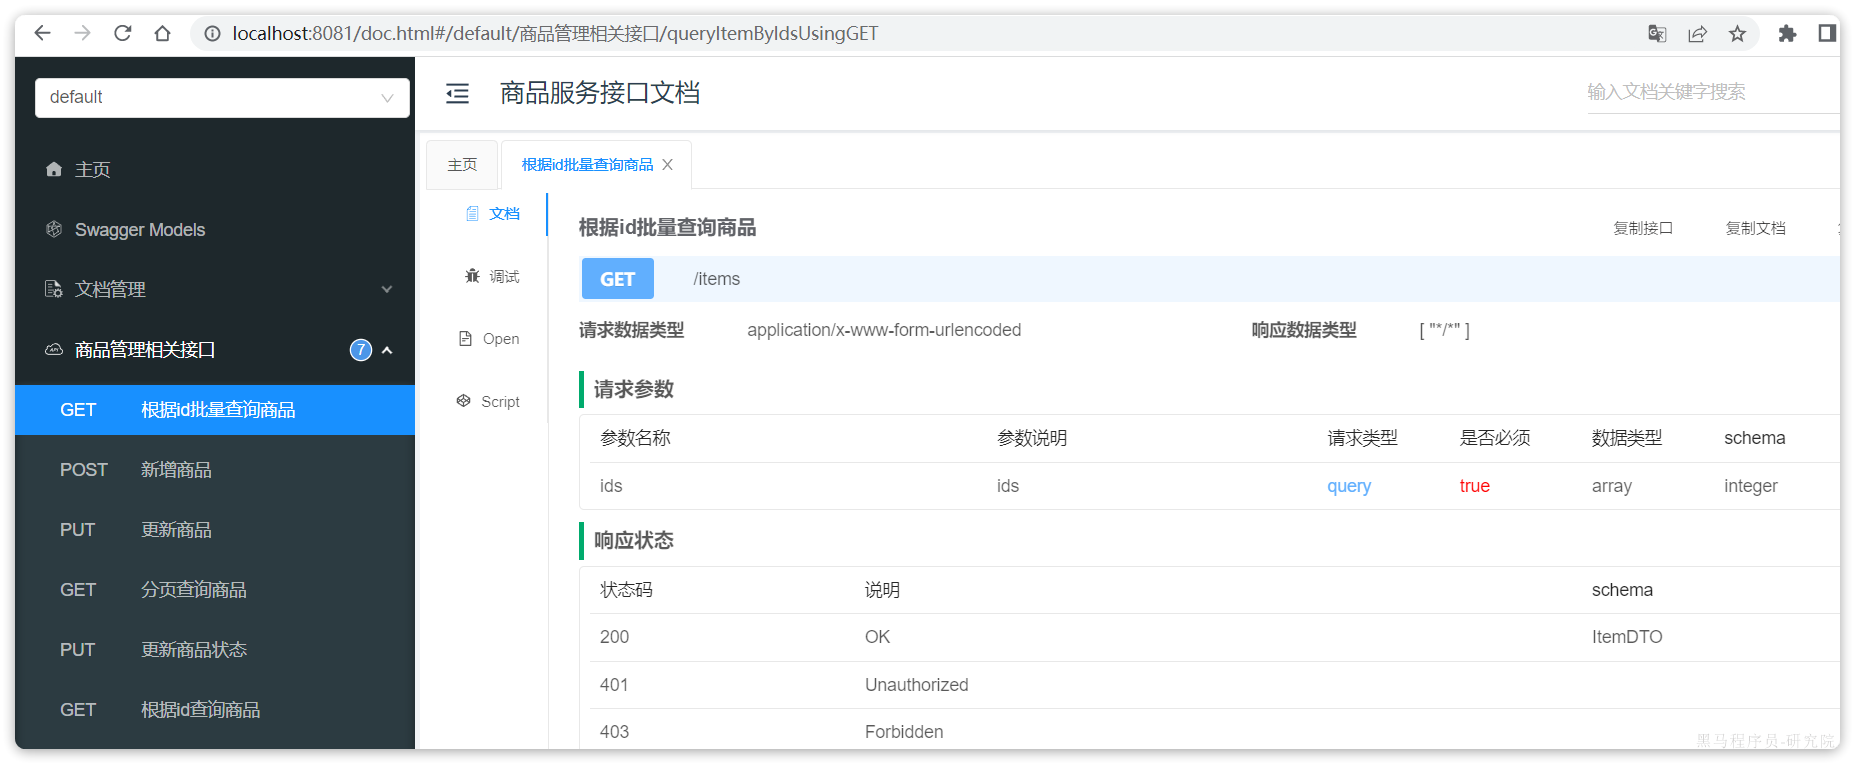 localhost:8081/doc.html#/default/商品管理相关接口/queryItemByIdsUsingGET
default
主页
Swagger Models
文档管理
商品管理相关接口 7
GET 根据id批量查询商品
POST 新增商品
PUT 更新商品
GET 分页查询商品
PUT 更新商品状态
GET 根据id查询商品
商品服务接口文档
输入文档关键字搜索
主页
根据id批量查询商品
文档
调试
Open
Script
根据id批量查询商品
复制接口
复制文档
GET /items
请求数据类型 application/x-www-form-urlencoded 响应数据类型 [ "*/*" ]
请求参数
参数名称 参数说明 请求类型 是否必须 数据类型 schema
ids ids query true array integer
响应状态
状态码 说明 schema
200 OK ItemDTO
401 Unauthorized
403 Forbidden
黑马程序员-研究院